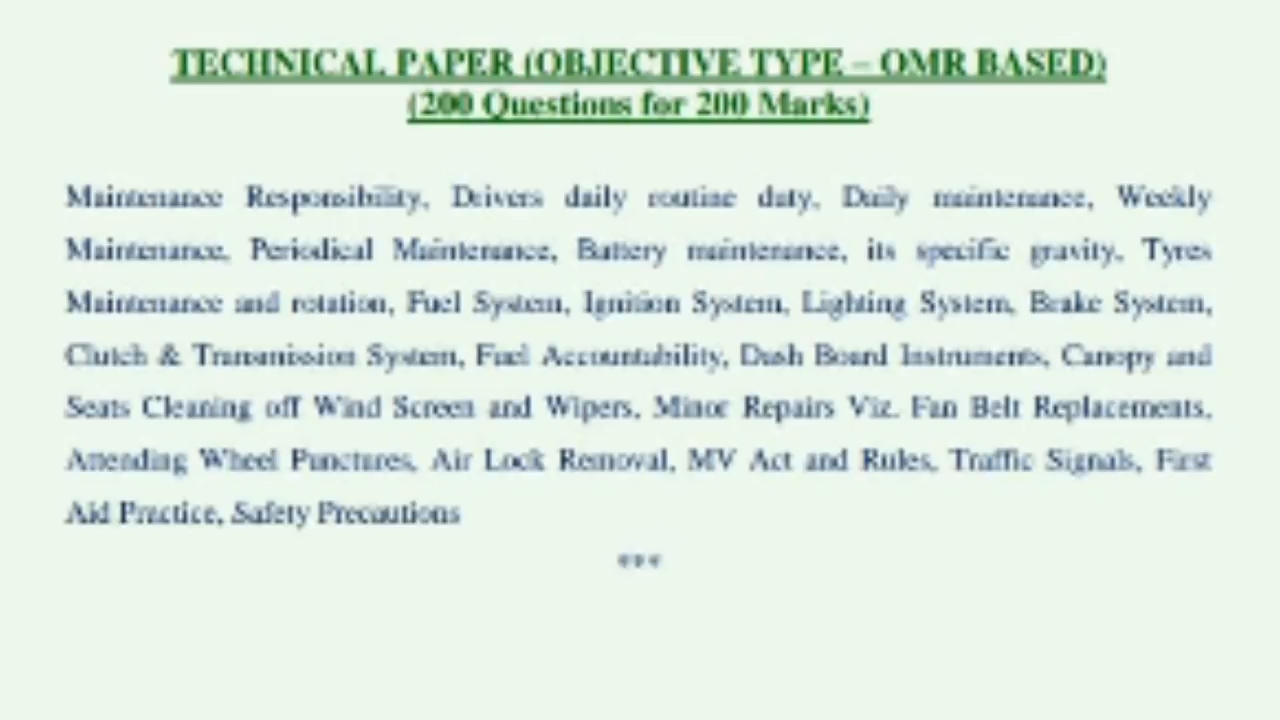 TECHNICAL PAPER (OBJECTIVE TYPE – OMR BASED)
(200 Questions for 200 Marks)
Maintenance Responsibility, Drivers daily routine duty, Daily maintenance, Weekly
Maintenance, Periodical Maintenance, Battery maintenance, its specific gravity, Tyres
Maintenance and rotation, Fuel System, Ignition System, Lighting System, Brake System,
Clutch & Transmission System, Fuel Accountability, Dash Board Instruments, Canopy and
Seats Cleaning off Wind Screen and Wipers, Minor Repairs Viz. Fan Belt Replacements,
Attending Wheel Punctures, Air Lock Removal, MV Act and Rules, Traffic Signals, First
Aid Practice, Safety Precautions
***